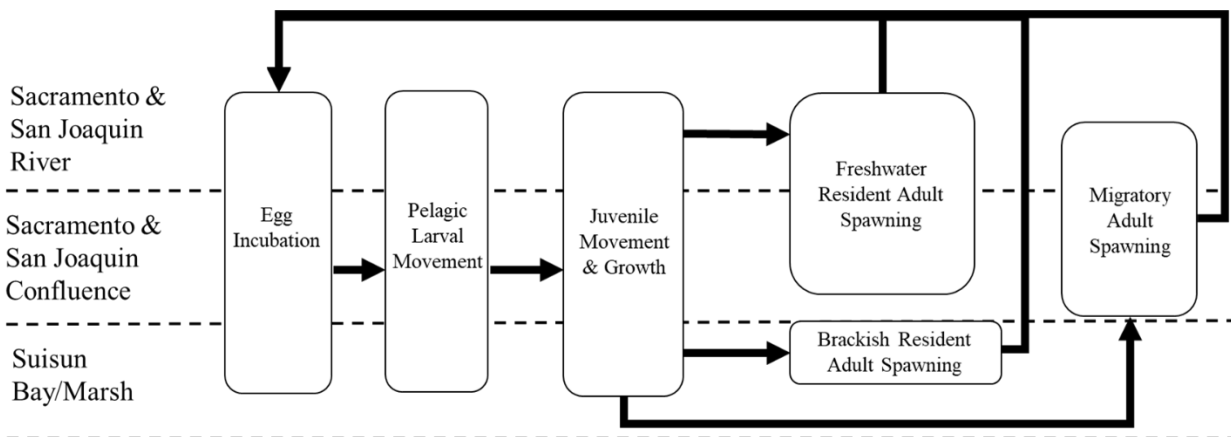 Sacramento &
San Joaquin
River
Sacramento &
San Joaquin
Confluence
Suisun
Bay/Marsh
Egg
Incubation
Pelagic
Larval
Movement
Juvenile
Movement
& Growth
Freshwater
Resident Adult
Spawning
Brackish Resident
Adult Spawning
Migratory
Adult
Spawning